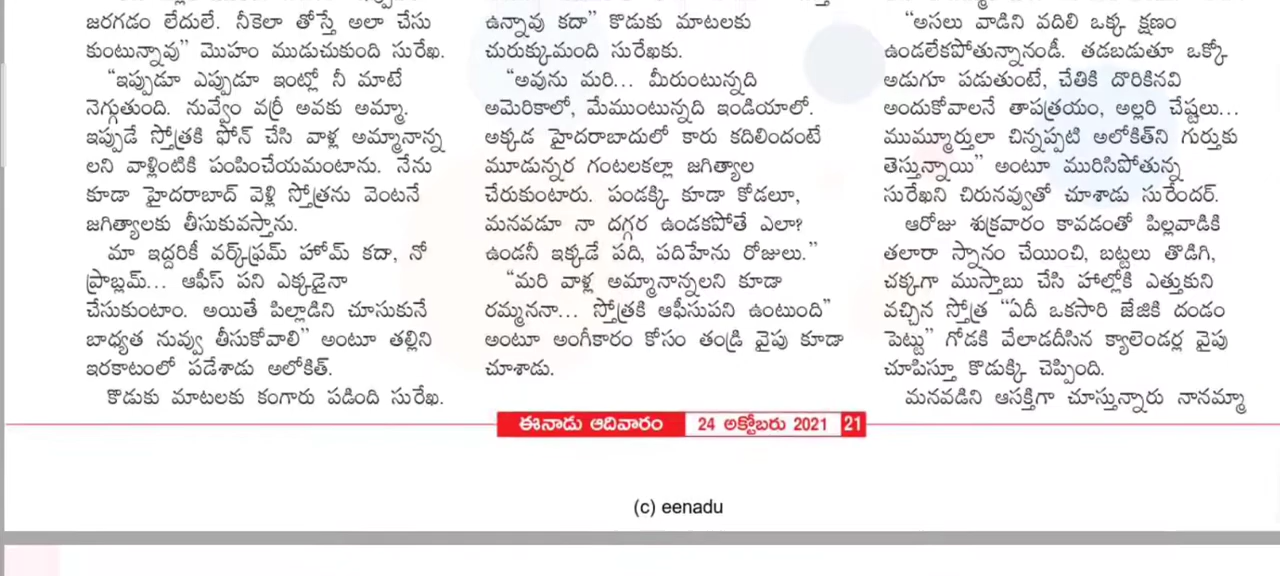 జరగడం లేదులే. నీకెలా తోస్తే అలా చేసు
కుంటున్నావు” మొహం ముడుచుకుంది సురేఖ.
“ఇప్పుడూ ఎప్పుడూ ఇంట్లో నీ మాటే
నెగ్గుతుంది. నువ్వేం వర్రీ అవకు అమ్మా.
ఇప్పుడే స్తోత్రకి ఫోన్ చేసి వాళ్ల అమ్మానాన్న
లని వాళ్లింటికి పంపించేయమంటాను. నేను
కూడా హైదరాబాద్ వెళ్లి స్తోత్రను వెంటనే
జగిత్యాలకు తీసుకువస్తాను.
మా ఇద్దరికీ వర్క్‌ఫ్రమ్ హోమ్ కదా, నో
ప్రాబ్లమ్... ఆఫీస్ పని ఎక్కడైనా
చేసుకుంటాం. అయితే పిల్లాడిని చూసుకునే
బాధ్యత నువ్వు తీసుకోవాలి” అంటూ తల్లిని
ఇరకాటంలో పడేశాడు అలోకిత్.
కొడుకు మాటలకు కంగారు పడింది సురేఖ.
ఉన్నావు కదా” కొడుకు మాటలకు
చురుక్కుమంది సురేఖకు.
“అవును మరి... మీరుంటున్నది
అమెరికాలో, మేముంటున్నది ఇండియాలో.
అక్కడ హైదరాబాదులో కారు కదిలిందంటే
మూడున్నర గంటలకల్లా జగిత్యాల
చేరుకుంటారు. పండక్కి కూడా కోడలూ,
మనవడూ నా దగ్గర ఉండకపోతే ఎలా?
ఉండనీ ఇక్కడే పది, పదిహేను రోజులు.”
“మరి వాళ్ల అమ్మానాన్నలని కూడా
రమ్మననా... స్తోత్రకి ఆఫీసుపని ఉంటుంది”
అంటూ అంగీకారం కోసం తండ్రి వైపు కూడా
చూశాడు.
“అసలు వాడిని వదిలి ఒక్క క్షణం
ఉండలేకపోతున్నానండీ. తడబడుతూ ఒక్కో
అడుగూ పడుతుంటే, చేతికి దొరికినవి
అందుకోవాలనే తాపత్రయం, అల్లరి చేష్టలు...
ముమ్మూర్తులా చిన్నప్పటి అలోకిత్‌ని గుర్తుకు
తెస్తున్నాయి” అంటూ మురిసిపోతున్న
సురేఖని చిరునవ్వుతో చూశాడు సురేందర్.
ఆరోజు శుక్రవారం కావడంతో పిల్లవాడికి
తలారా స్నానం చేయించి, బట్టలు తొడిగి,
చక్కగా ముస్తాబు చేసి హాల్లోకి ఎత్తుకుని
వచ్చిన స్తోత్ర “ఏదీ ఒకసారి జేజికి దండం
పెట్టు” గోడకి వేలాడదీసిన క్యాలెండర్ల వైపు
చూపిస్తూ కొడుక్కి చెప్పింది.
మనవడిని ఆసక్తిగా చూస్తున్నారు నానమ్మా
ఈనాడు ఆదివారం 24 అక్టోబరు 2021 21
(c) eenadu